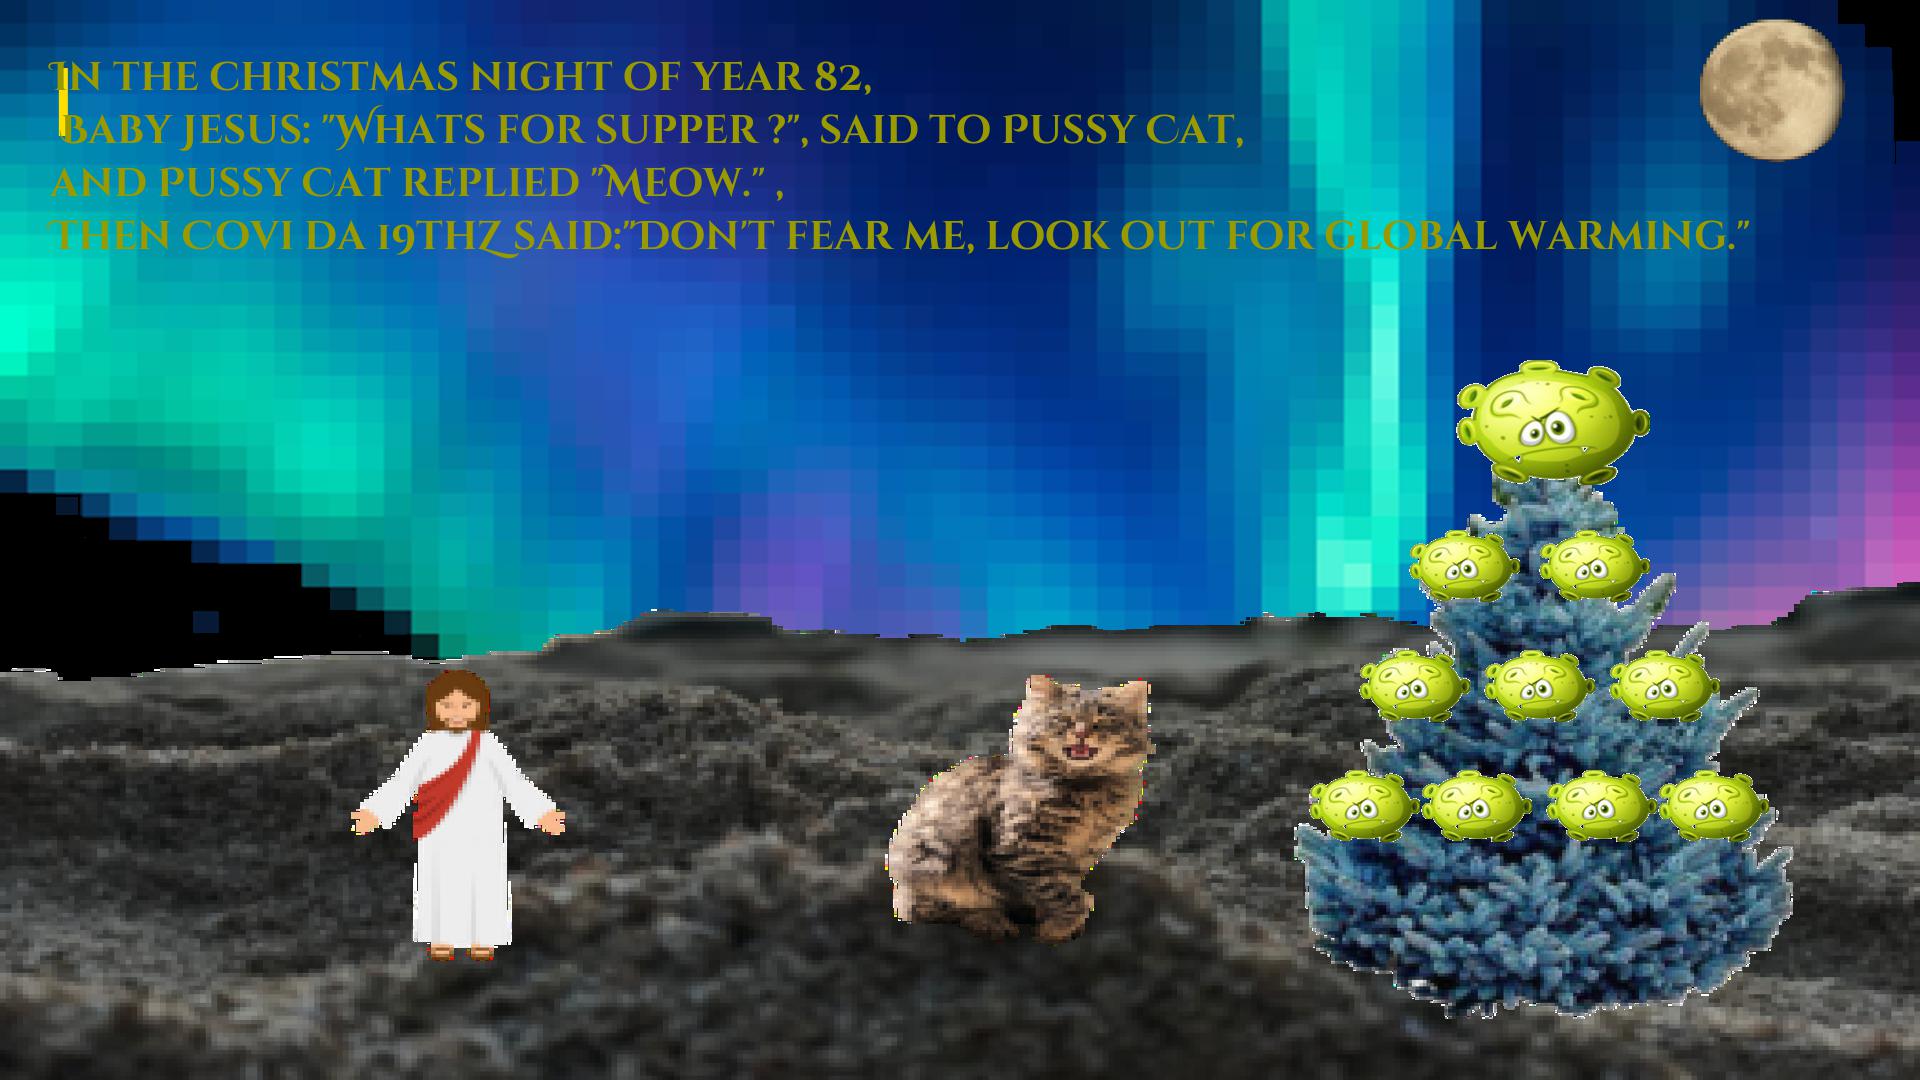 In the Christmas night of year 82,
Baby Jesus: "Whats for supper ?", said to Pussy Cat,
and Pussy Cat replied "Meow." ,
Then Covi Da 19thz said:"Don't fear me, look out for global warming."